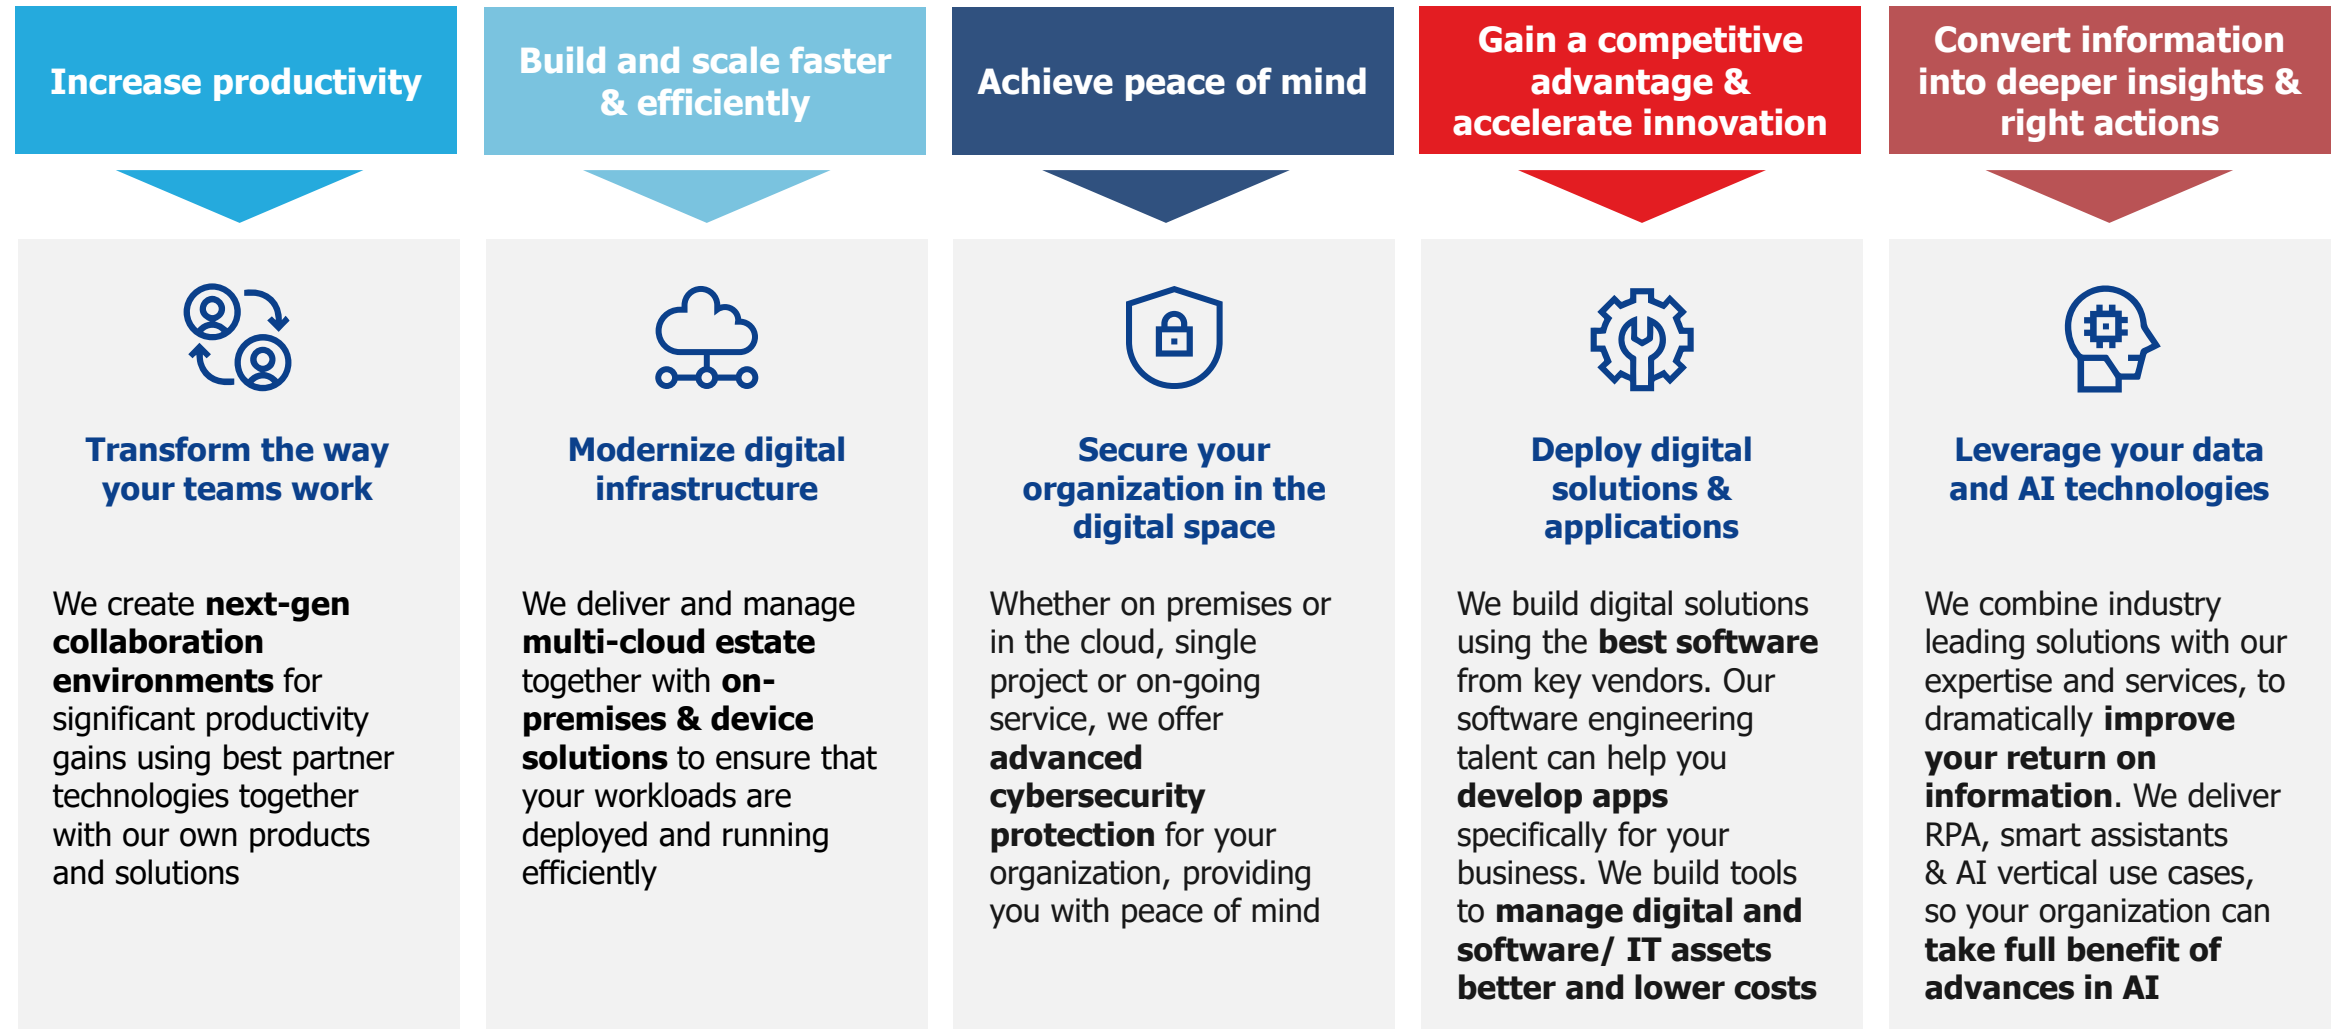 Increase productivity
Build and scale faster
& efficiently
Achieve peace of mind
Gain a competitive
advantage &
accelerate innovation
Convert information
into deeper insights &
right actions
Transform the way
your teams work
We create next-gen
collaboration
environments for
significant productivity
gains using best partner
technologies together
with our own products
and solutions
Modernize digital
infrastructure
We deliver and manage
multi-cloud estate
together with on-
premises & device
solutions to ensure that
your workloads are
deployed and running
efficiently
Secure your
organization in the
digital space
Whether on premises or
in the cloud, single
project or on-going
service, we offer
advanced
cybersecurity
protection for your
organization, providing
you with peace of mind
Deploy digital
solutions &
applications
We build digital solutions
using the best software
from key vendors. Our
software engineering
talent can help you
develop apps
specifically for your
business. We build tools
to manage digital and
software/ IT assets
better and lower costs
Leverage your data
and AI technologies
We combine industry
leading solutions with our
expertise and services, to
dramatically improve
your return on
information. We deliver
RPA, smart assistants
& AI vertical use cases,
so your organization can
take full benefit of
advances in AI